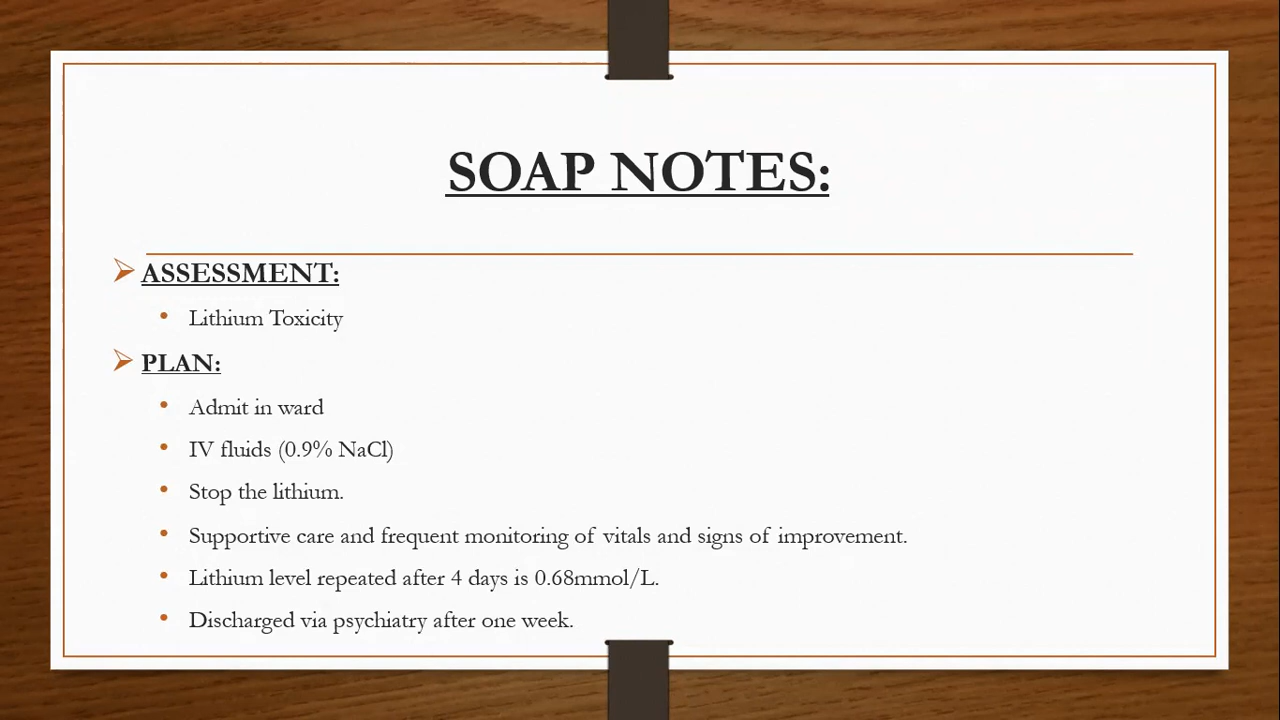 SOAP NOTES:
ASSESSMENT:
Lithium Toxicity
PLAN:
Admit in ward
IV fluids (0.9% NaCl)
Stop the lithium.
Supportive care and frequent monitoring of vitals and signs of improvement.
Lithium level repeated after 4 days is 0.68mmol/L.
Discharged via psychiatry after one week.